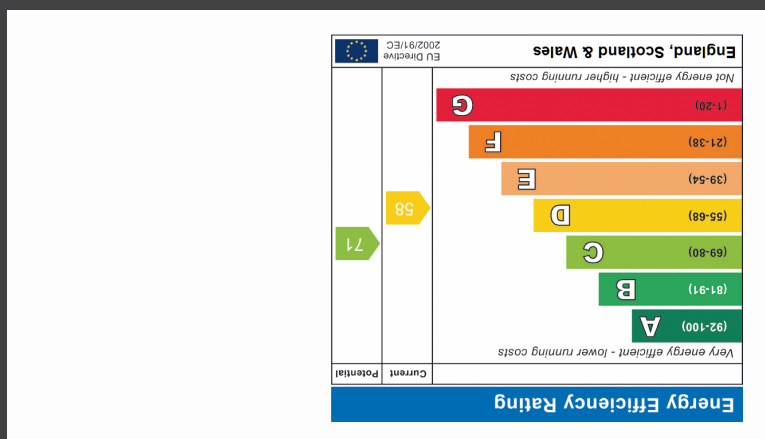 Energy Efficiency Rating
Current Potential
Very energy efficient - lower running costs
(92-100) A
(81-91) B
(69-80) C
(55-68) D
(39-54) E
(21-38) F
(1-20) G
58
71
Not energy efficient - higher running costs
England, Scotland & Wales
EU Directive
2002/91/EC